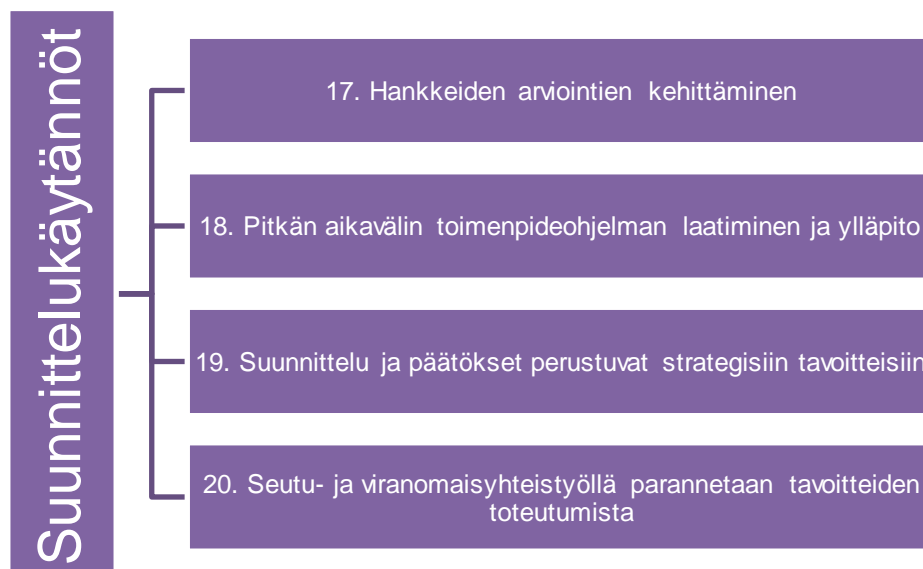 Suunnittelukäytännöt
17. Hankkeiden arviointien kehittäminen
18. Pitkän aikavälin toimenpideohjelman laatiminen ja ylläpito
19. Suunnittelu ja päätökset perustuvat strategisiin tavoitteisiin
20. Seutu- ja viranomaisyhteistyöllä parannetaan tavoitteiden
toteutumista